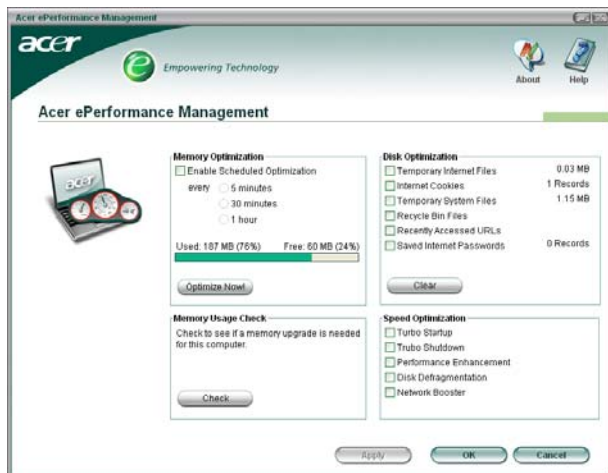 Acer ePerformance Management
acer
Empowering Technology
About
Help
Acer ePerformance Management
Memory Optimization
Enable Scheduled Optimization
every
5 minutes
30 minutes
1 hour
Used: 187 MB (76%) Free: 60 MB (24%)
Optimize Now!
Memory Usage Check
Check to see if a memory upgrade is needed
for this computer.
Check
Disk Optimization
Temporary Internet Files 0.03 MB
Internet Cookies 1 Records
Temporary System Files 1.15 MB
Recycle Bin Files
Recently Accessed URLs
Saved Internet Passwords 0 Records
Clear
Speed Optimization
Turbo Startup
Trubo Shutdown
Performance Enhancement
Disk Defragmentation
Network Booster
Apply
OK
Cancel
acer